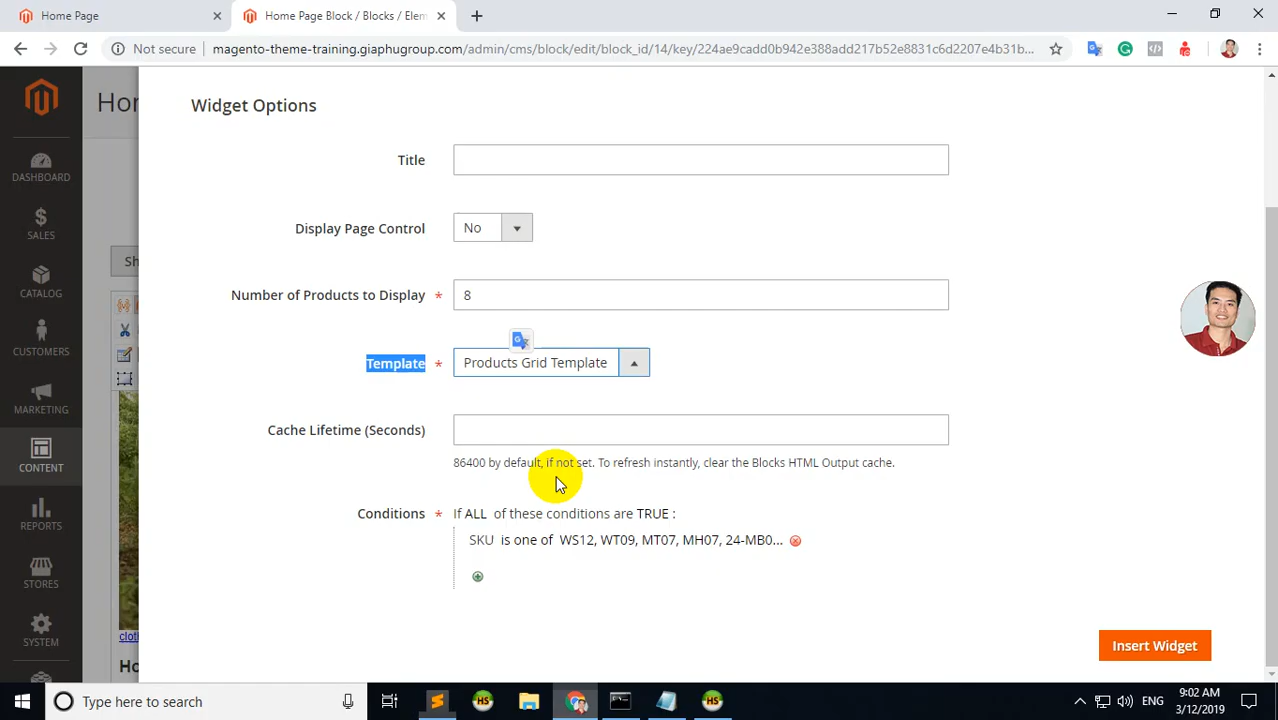 Home Page
Home Page Block / Blocks / Elem
Not secure
magento-theme-training.giaphugroup.com/admin/cms/block/edit/block_id/14/key/224ae9cadd0b942e388add217b52e8831c6d2207e4b31b...
Hor
Widget Options
DASHBOARD
SALES
CATALOG
CUSTOMERS
MARKETING
CONTENT
REPORTS
STORES
SYSTEM
Sh
cloth
Ho
Title
Display Page Control
No
Number of Products to Display *
8
Template *
Products Grid Template
Cache Lifetime (Seconds)
86400 by default, if not set. To refresh instantly, clear the Blocks HTML Output cache.
Conditions *
If ALL of these conditions are TRUE :
SKU is one of WS12, WT09, MT07, MH07, 24-MB0...
Insert Widget
Type here to search
ENG
9:02 AM
3/12/2019